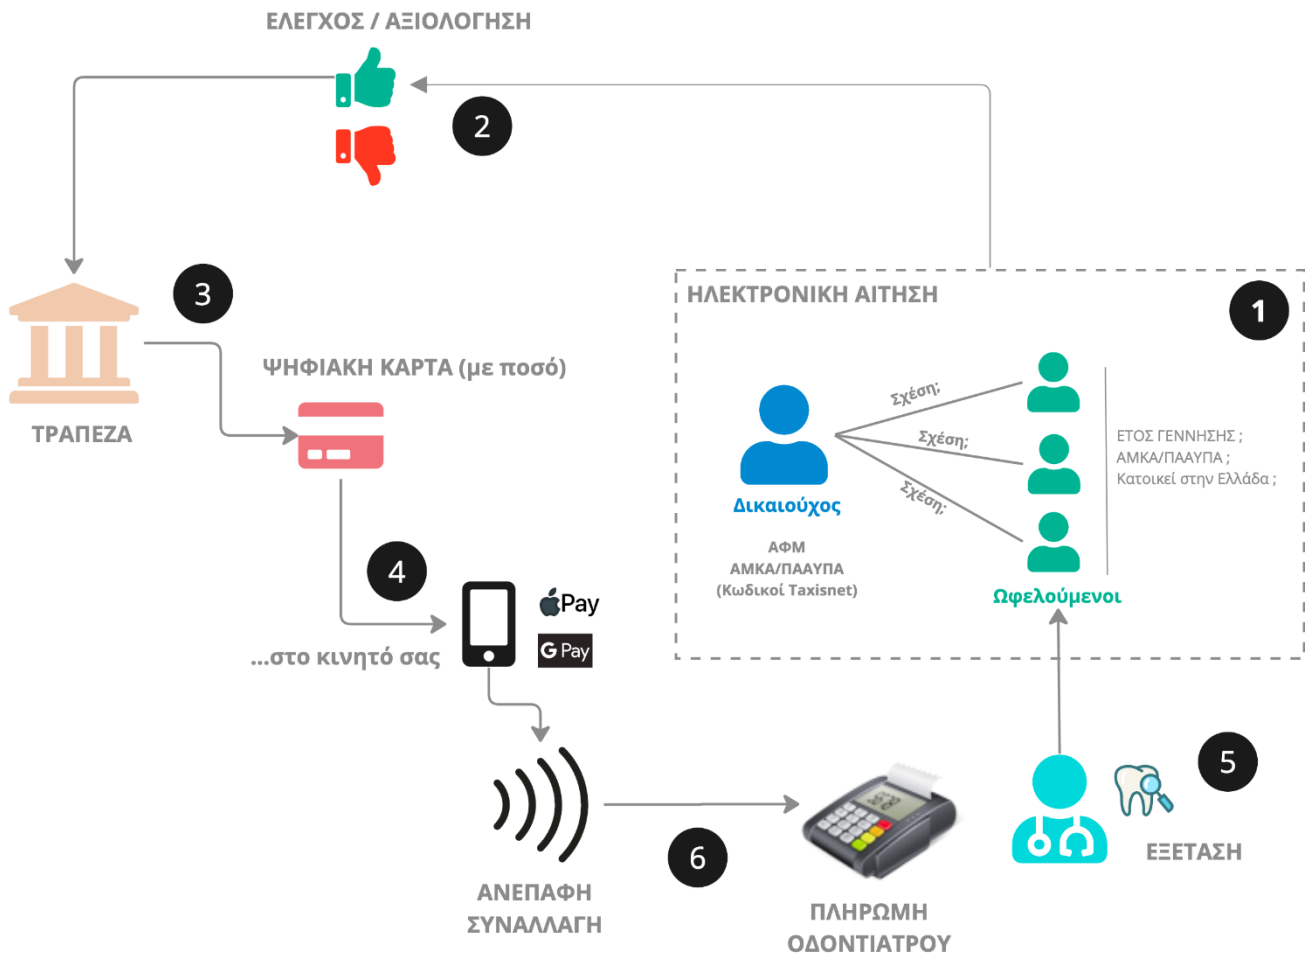 ΕΛΕΓΧΟΣ / ΑΞΙΟΛΟΓΗΣΗ
2
3
ΤΡΑΠΕΖΑ
ΨΗΦΙΑΚΗ ΚΑΡΤΑ (με ποσό)
4
...στο κινητό σας
Pay
G Pay
ΗΛΕΚΤΡΟΝΙΚΗ ΑΙΤΗΣΗ
1
Σχέση;
Σχέση;
Σχέση;
Δικαιούχος
ΑΦΜ
ΑΜΚΑ/ΠΑΑΥΠΑ
(Κωδικοί Taxisnet)
ΕΤΟΣ ΓΕΝΝΗΣΗΣ ;
ΑΜΚΑ/ΠΑΑΥΠΑ ;
Κατοικεί στην Ελλάδα ;
Ωφελούμενοι
5
ΕΞΕΤΑΣΗ
6
ΑΝΕΠΑΦΗ
ΣΥΝΑΛΛΑΓΗ
ΠΛΗΡΩΜΗ
ΟΔΟΝΤΙΑΤΡΟΥ